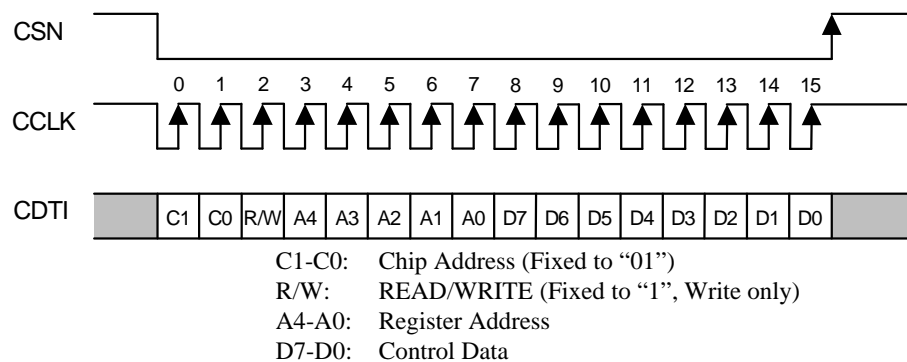 CSN
0 1 2 3 4 5 6 7 8 9 10 11 12 13 14 15
CCLK
CDTI C1 C0 R/W A4 A3 A2 A1 A0 D7 D6 D5 D4 D3 D2 D1 D0
C1-C0: Chip Address (Fixed to “01”)
R/W: READ/WRITE (Fixed to “1”, Write only)
A4-A0: Register Address
D7-D0: Control Data